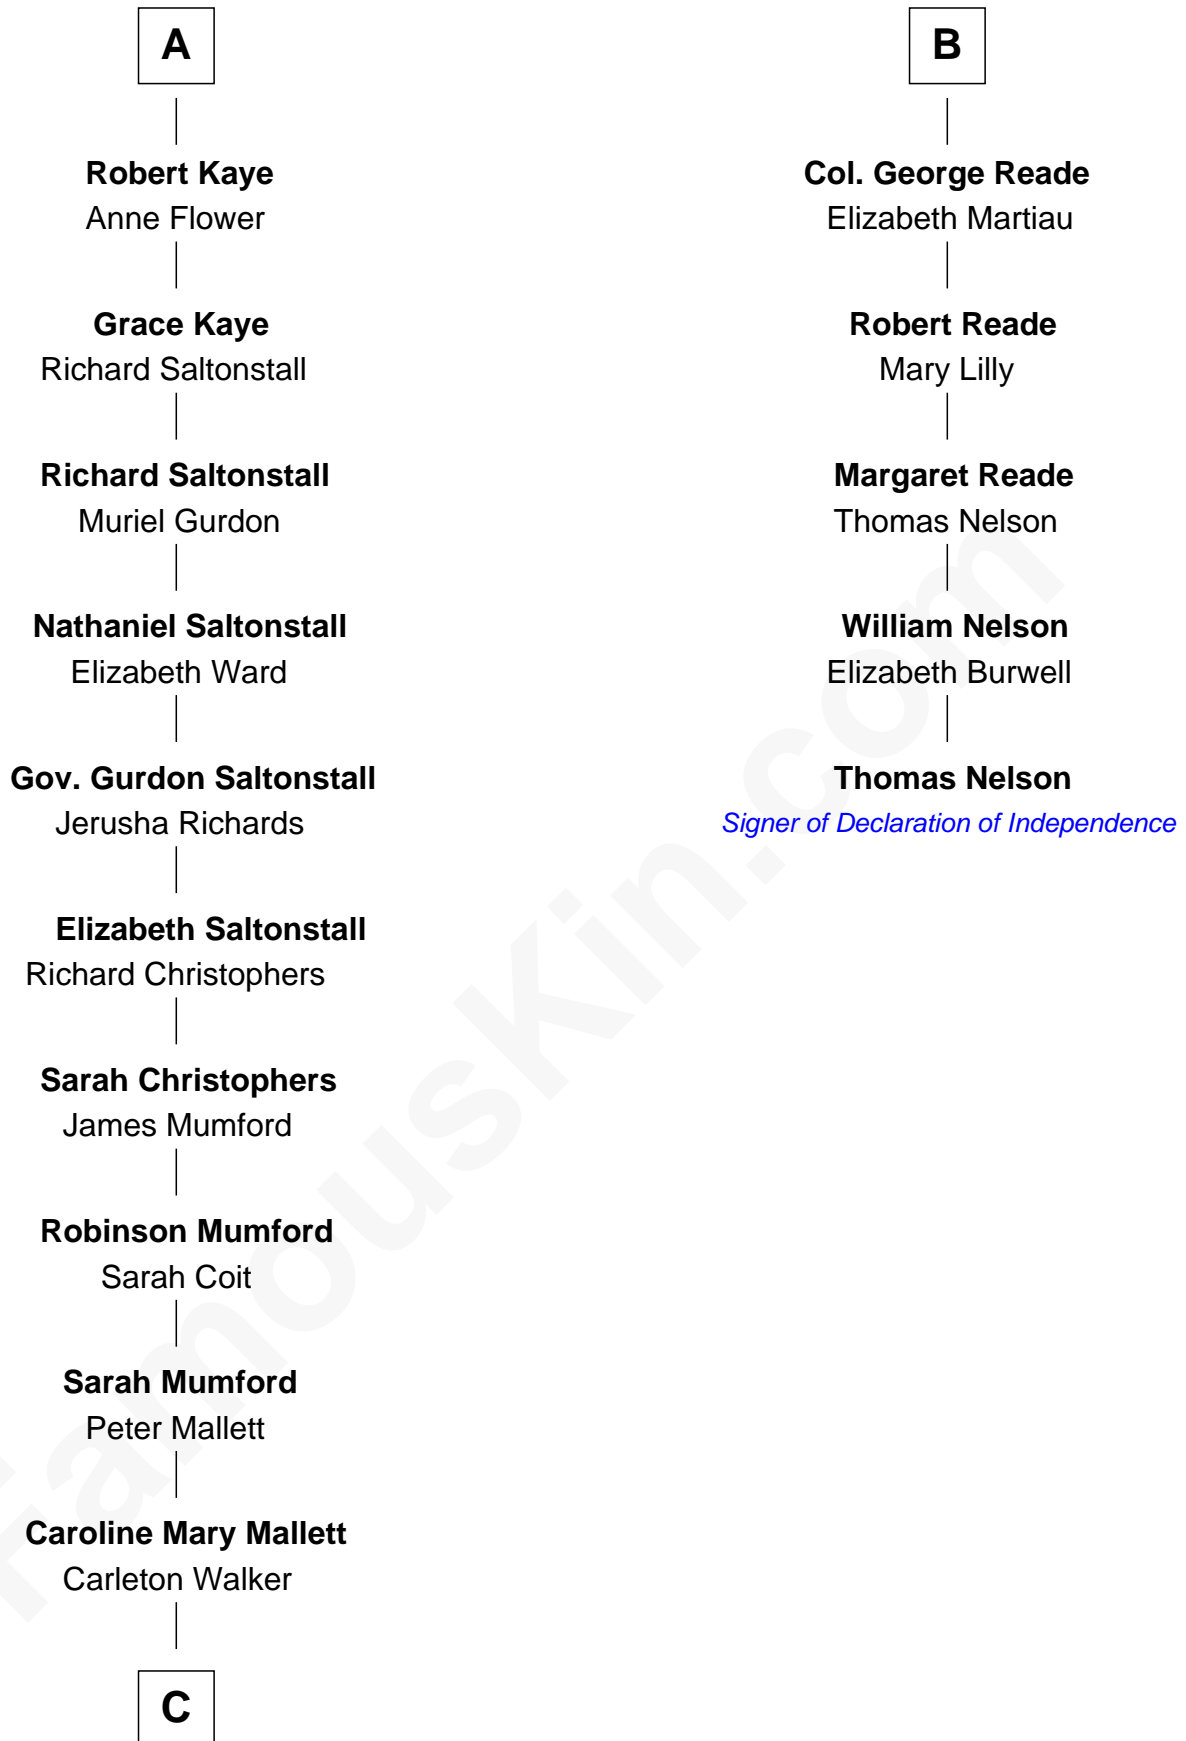 A
Robert Kaye
Anne Flower
Grace Kaye
Richard Saltonstall
Richard Saltonstall
Muriel Gurdon
Nathaniel Saltonstall
Elizabeth Ward
Gov. Gurdon Saltonstall
Jerusha Richards
Elizabeth Saltonstall
Richard Christophers
Sarah Christophers
James Mumford
Robinson Mumford
Sarah Coit
Sarah Mumford
Peter Mallett
Caroline Mary Mallett
Carleton Walker
C
B
Col. George Reade
Elizabeth Martiau
Robert Reade
Mary Lilly
Margaret Reade
Thomas Nelson
William Nelson
Elizabeth Burwell
Thomas Nelson
Signer of Declaration of Independence
FamousKin.com